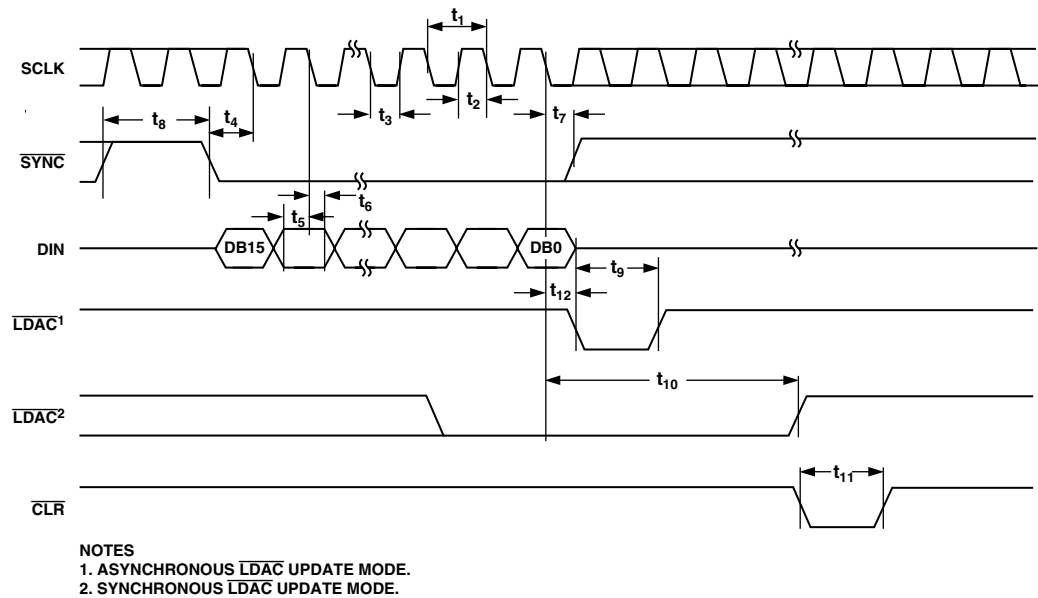 t1
SCLK
t2
t3
t7
t8
t4
SYNC
t6
t5
DIN
DB15
DB0
t9
t12
LDAC1
t10
LDAC2
t11
CLR
NOTES
1. ASYNCHRONOUS LDAC UPDATE MODE.
2. SYNCHRONOUS LDAC UPDATE MODE.